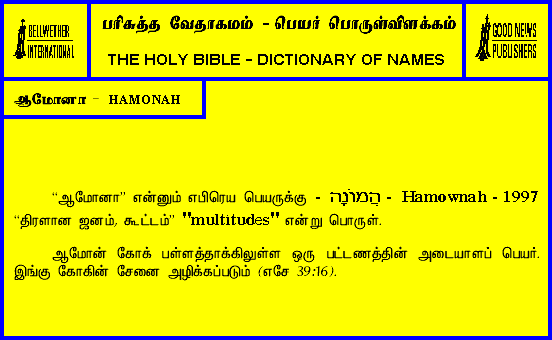 BELLWETHER
INTERNATIONAL
பரிசுத்த வேதாகமம் - பெயர் பொருள்விளக்கம்
THE HOLY BIBLE - DICTIONARY OF NAMES
GOOD NEWS
PUBLISHERS
ஆமோனா - HAMONAH
“ஆமோனா” என்னும் எபிரெய பெயருக்கு - הֲמוֹנָה - Hamownah - 1997
“திரளான ஜனம், கூட்டம்” "multitudes" என்று பொருள்.
ஆமோன் கோக் பள்ளத்தாக்கிலுள்ள ஒரு பட்டணத்தின் அடையாளப் பெயர்.
இங்கு கோகின் சேனை அழிக்கப்படும் (எசே 39:16).